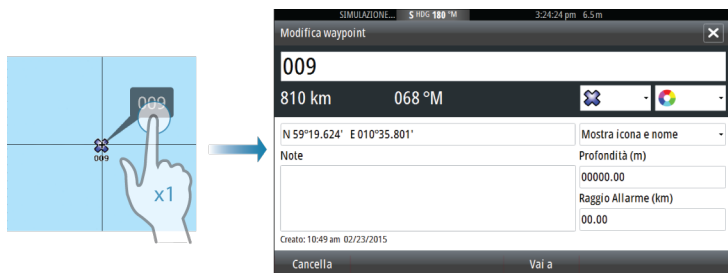 009
009
x1
SIMULAZIONE... S HDG 180 °M 3:24:24 pm 6.5 m
Modifica waypoint
009
810 km 068 °M
N 59°19.624' E 010°35.801' Mostra icona e nome
Note Profondità (m)
00000.00
Raggio Allarme (km)
00.00
Creato: 10:49 am 02/23/2015
Cancella Vai a